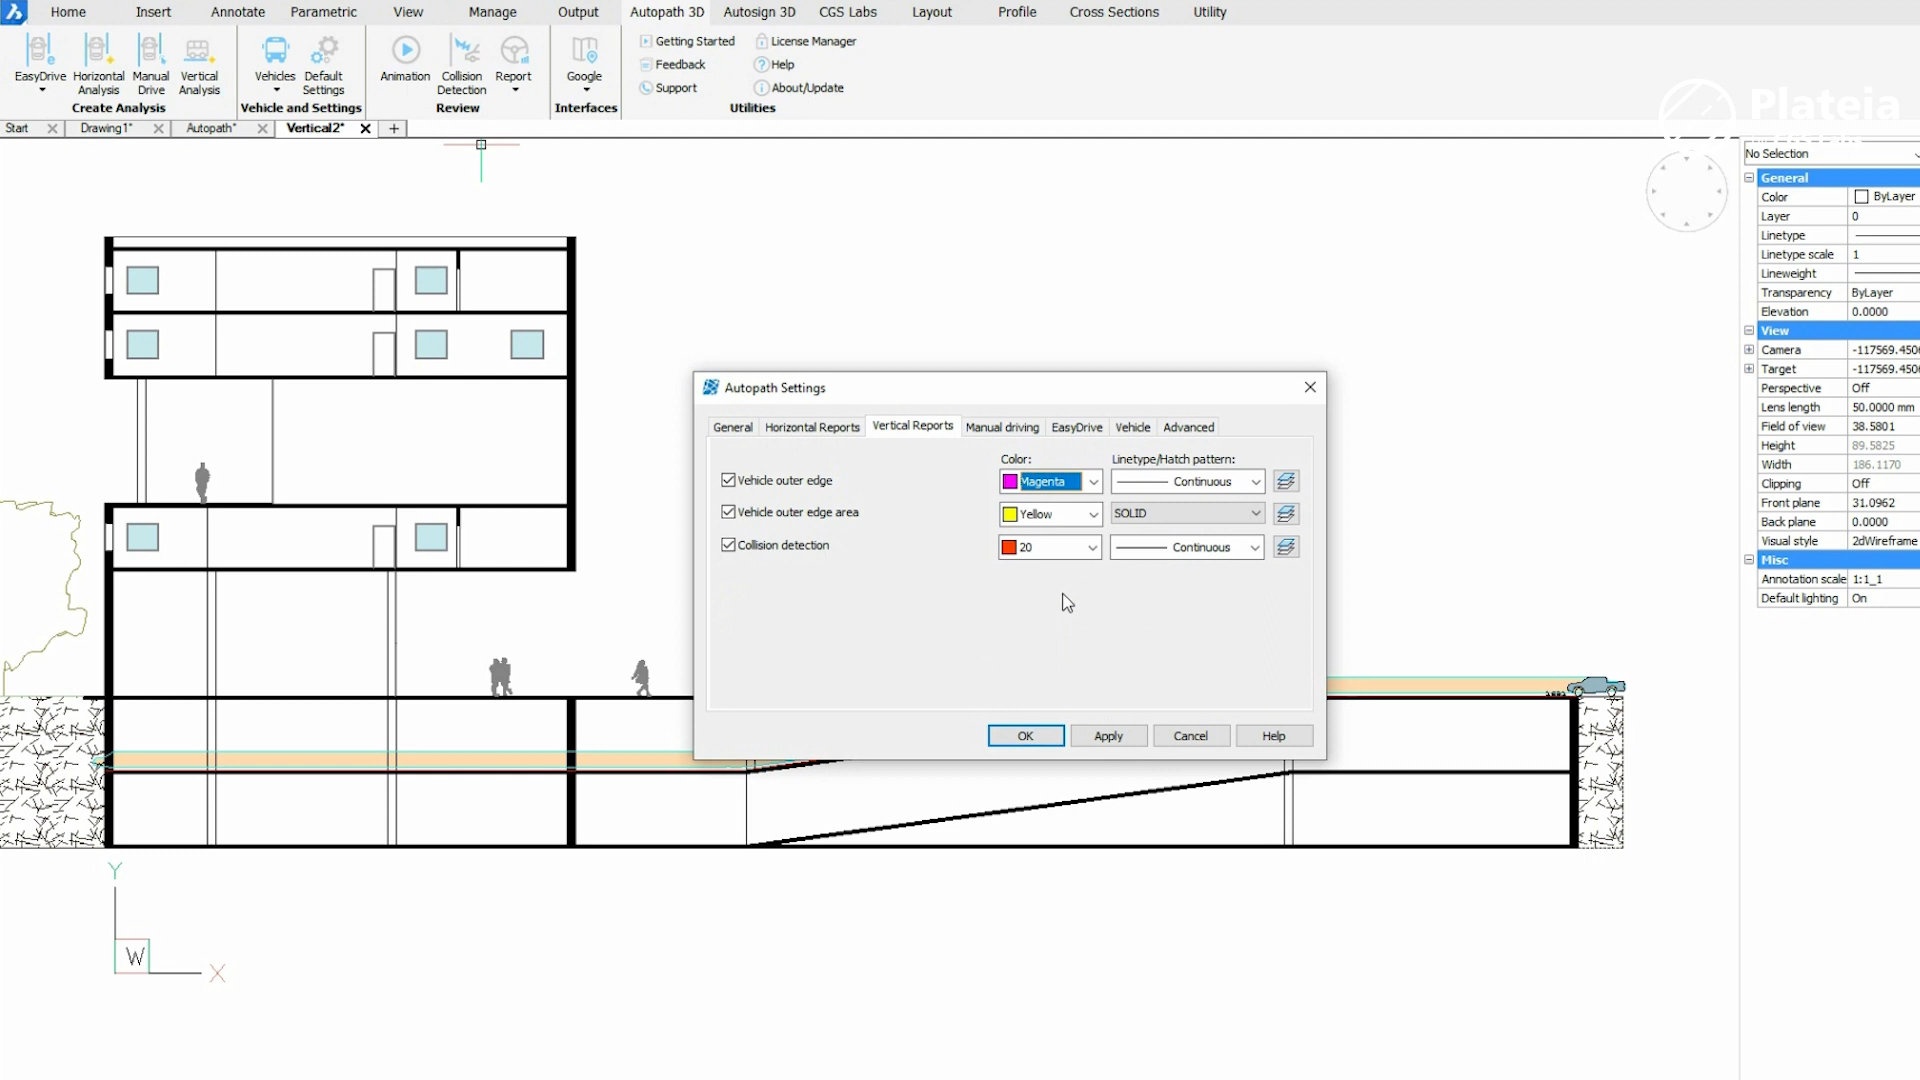 Home Insert Annotate Parametric View Manage Output Autopath 3D Autosign 3D CGS Labs Layout Profile Cross Sections Utility
EasyDrive Horizontal Analysis Manual Drive Vertical Analysis
Create Analysis
Vehicles Default Settings
Vehicle and Settings
Animation Collision Detection Report
Review
Google
Interfaces
Getting Started License Manager
Feedback Help
Support About/Update
Utilities
Plateia
Start Drawing1* Autopath* Vertical2*
No Selection
General
Color ByLayer
Layer 0
Linetype
Linetype scale 1
Lineweight
Transparency ByLayer
Elevation 0.0000
View
Camera -117569.450
Target -117569.450
Perspective Off
Lens length 50.0000 mm
Field of view 38.5801
Height 89.5825
Width 186.1170
Clipping Off
Front plane 31.0962
Back plane 0.0000
Visual style 2dWireframe
Misc
Annotation scale 1:1_1
Default lighting On
Autopath Settings
General Horizontal Reports Vertical Reports Manual driving EasyDrive Vehicle Advanced
Color: Linetype/Hatch pattern:
Vehicle outer edge Magenta Continuous
Vehicle outer edge area Yellow SOLID
Collision detection 20 Continuous
OK Apply Cancel Help
Y
W
X